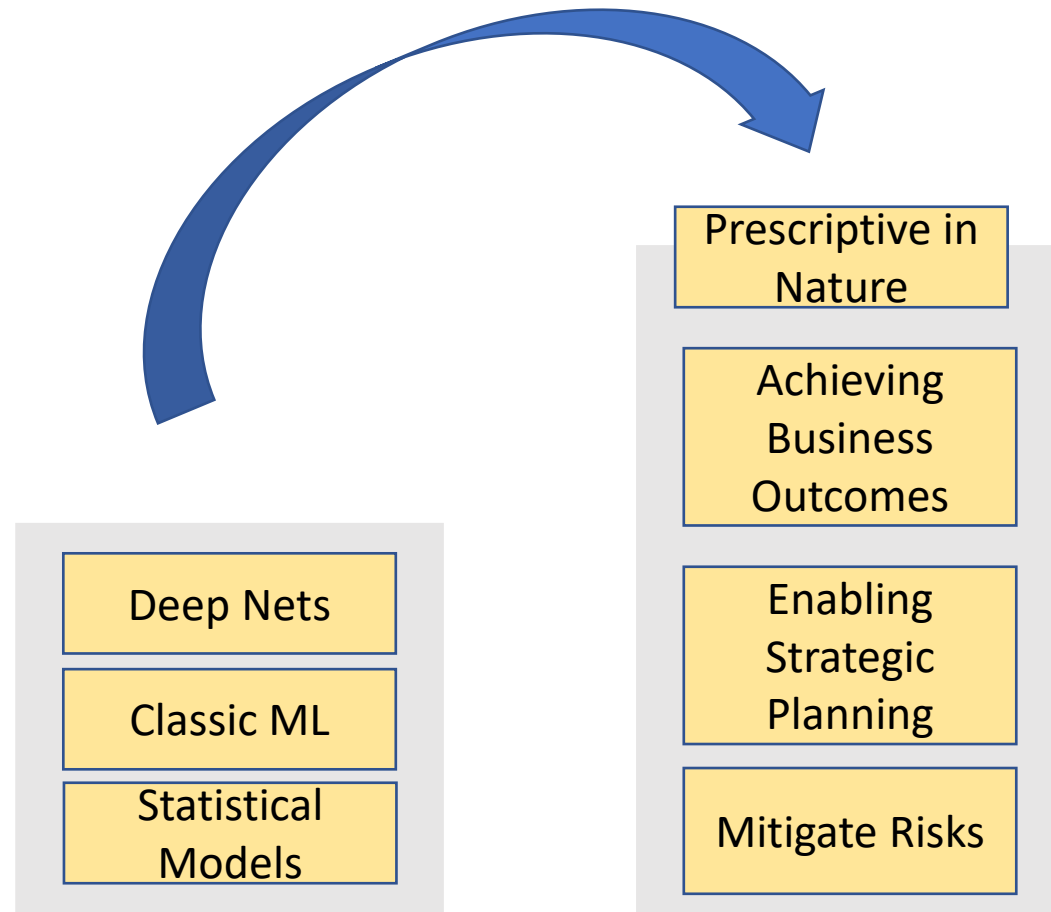 Deep Nets
Classic ML
Statistical
Models
Prescriptive in
Nature
Achieving
Business
Outcomes
Enabling
Strategic
Planning
Mitigate Risks